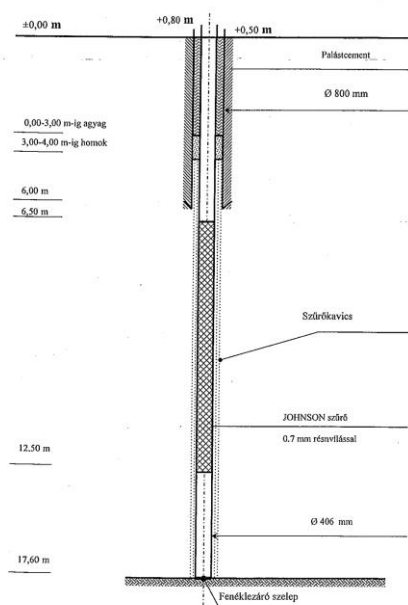 ±0,00 m
+0,80 m
+0,50 m
Palástcement
Ø 800 mm
0,00-3,00 m-ig agyag
3,00-4,00 m-ig homok
6,00 m
6,50 m
Szűrőkavics
JOHNSON szűrő
0.7 mm résnyílással
12,50 m
Ø 406 mm
17,60 m
Fenéklezáró szelep